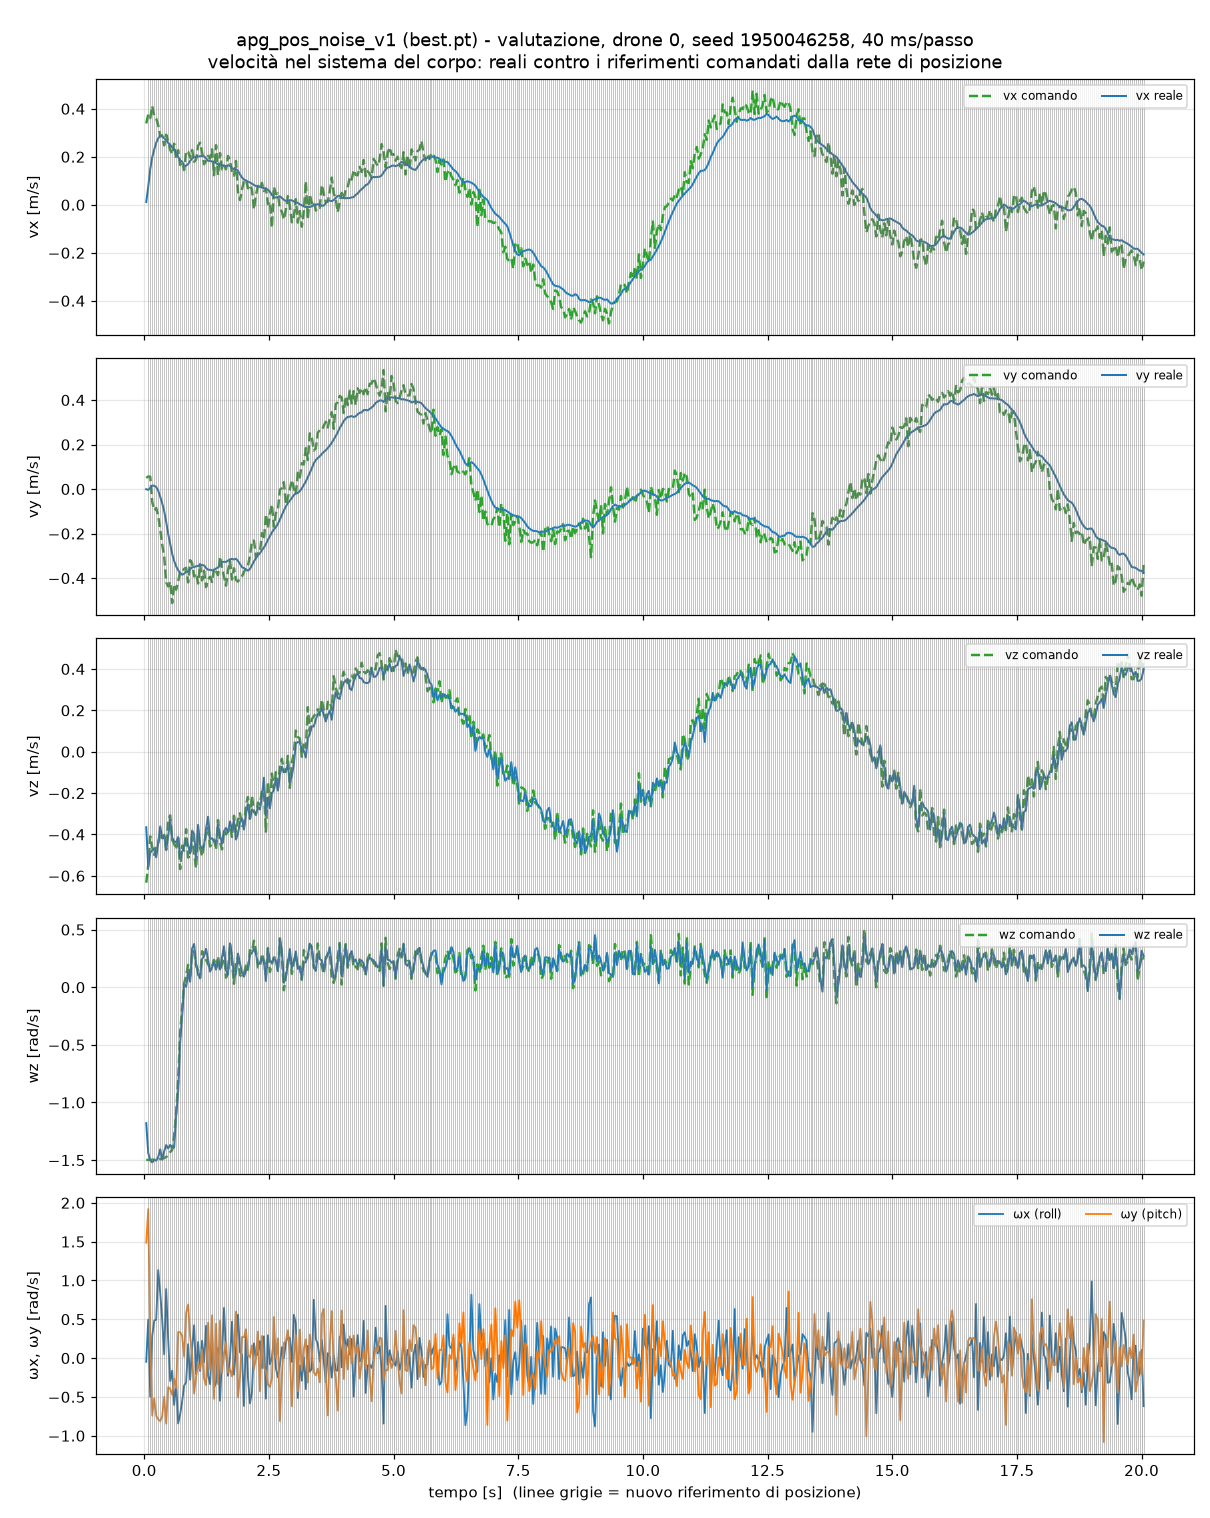 apg_pos_noise_v1 (best.pt) - valutazione, drone 0, seed 1950046258, 40 ms/passo
velocità nel sistema del corpo: reali contro i riferimenti comandati dalla rete di posizione
vx comando vx reale
0.4
0.2
0.0
−0.2
−0.4
vx [m/s]
vy comando vy reale
0.4
0.2
0.0
−0.2
−0.4
vy [m/s]
vz comando vz reale
0.4
0.2
0.0
−0.2
−0.4
−0.6
vz [m/s]
wz comando wz reale
0.5
0.0
−0.5
−1.0
−1.5
wz [rad/s]
ωx (roll) ωy (pitch)
2.0
1.5
1.0
0.5
0.0
−0.5
−1.0
ωx, ωy [rad/s]
0.0 2.5 5.0 7.5 10.0 12.5 15.0 17.5 20.0
tempo [s]  (linee grigie = nuovo riferimento di posizione)